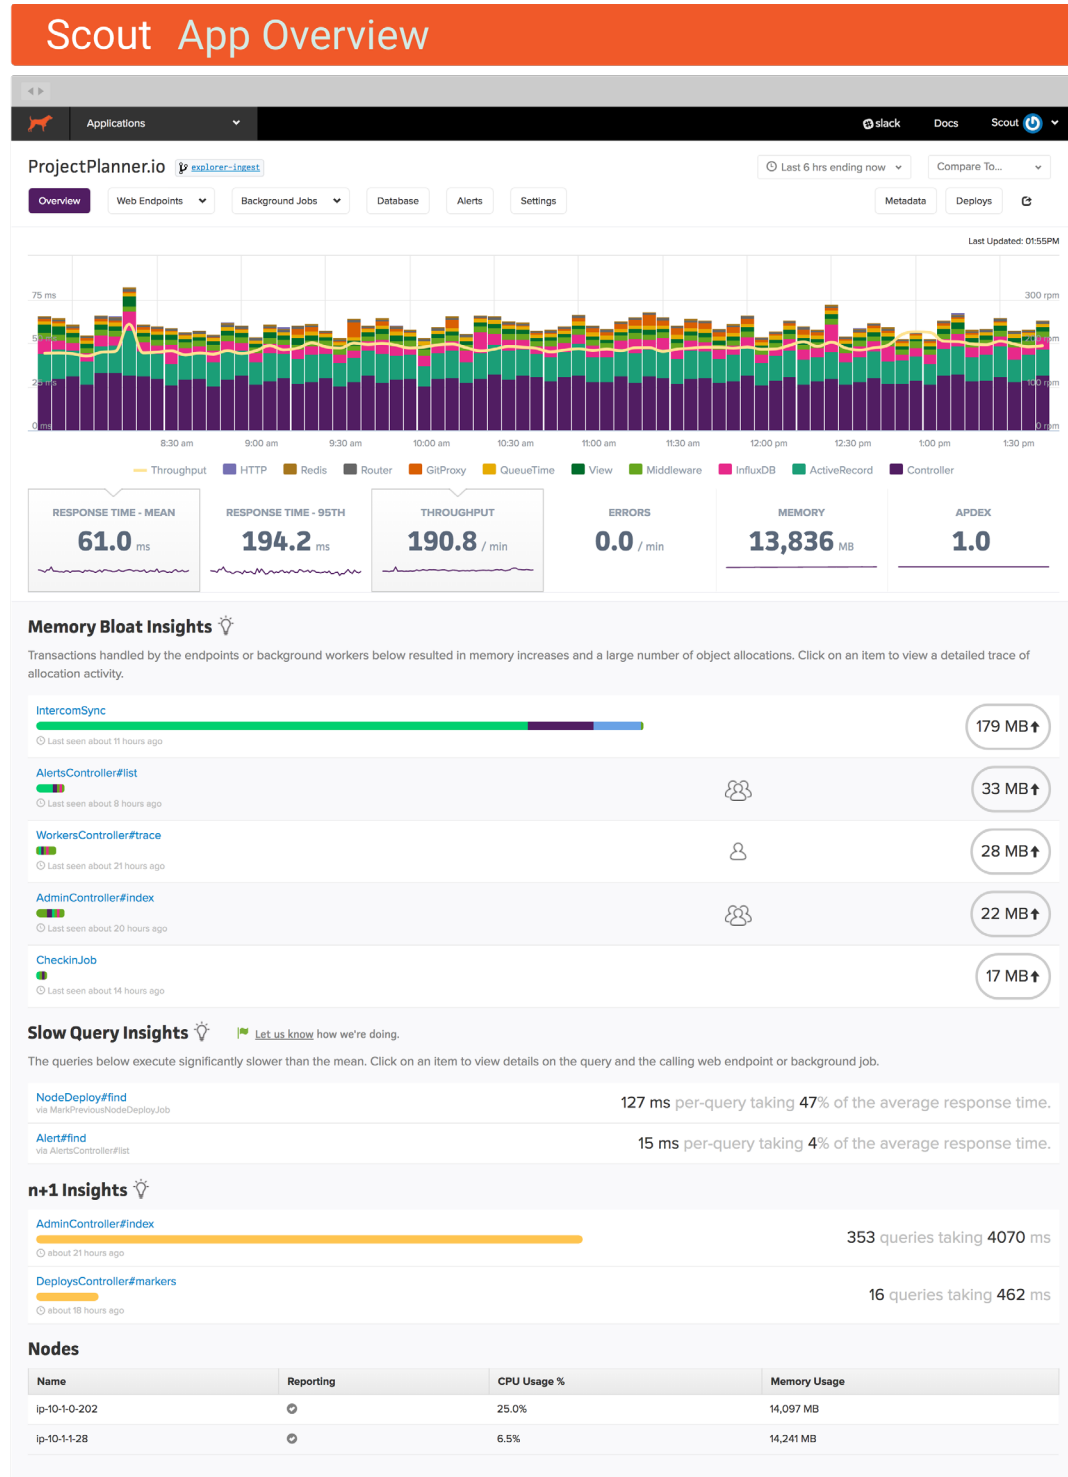 Scout App Overview
Applications
slack Docs Scout
ProjectPlanner.io explorer-ingest
Last 6 hrs ending now Compare To...
Overview Web Endpoints Background Jobs Database Alerts Settings Metadata Deploys
Last Updated: 01:55PM
75 ms 300 rpm
200 rpm
25 ms 100 rpm
0 ms 0 rpm
8:30 am 9:00 am 9:30 am 10:00 am 10:30 am 11:00 am 11:30 am 12:00 pm 12:30 pm 1:00 pm 1:30 pm
Throughput HTTP Redis Router GitProxy QueueTime View Middleware InfluxDB ActiveRecord Controller
RESPONSE TIME - MEAN RESPONSE TIME - 95TH THROUGHPUT ERRORS MEMORY APDEX
61.0 ms 194.2 ms 190.8 / min 0.0 / min 13,836 MB 1.0
Memory Bloat Insights
Transactions handled by the endpoints or background workers below resulted in memory increases and a large number of object allocations. Click on an item to view a detailed trace of
allocation activity.
IntercomSync
179 MB
Last seen about 11 hours ago
AlertsController#list
33 MB
Last seen about 8 hours ago
WorkersController#trace
28 MB
Last seen about 21 hours ago
AdminController#index
22 MB
Last seen about 20 hours ago
CheckinJob
17 MB
Last seen about 14 hours ago
Slow Query Insights Let us know how we're doing.
The queries below execute significantly slower than the mean. Click on an item to view details on the query and the calling web endpoint or background job.
NodeDeploy#find
127 ms per-query taking 47% of the average response time.
via MarkPreviousNodeDeployJob
Alert#find
15 ms per-query taking 4% of the average response time.
via AlertsController#list
n+1 Insights
AdminController#index
353 queries taking 4070 ms
about 21 hours ago
DeploysController#markers
16 queries taking 462 ms
about 18 hours ago
Nodes
Name Reporting CPU Usage % Memory Usage
ip-10-1-0-202 25.0% 14,097 MB
ip-10-1-1-28 6.5% 14,241 MB